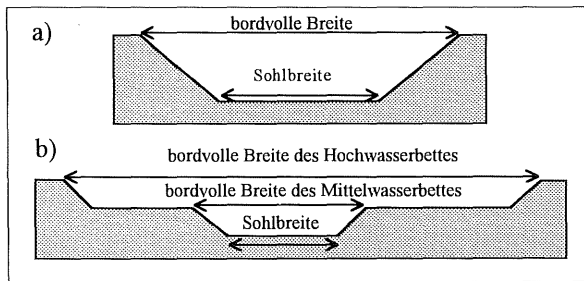 a)
bordvolle Breite
Sohlbreite
b)
bordvolle Breite des Hochwasserbettes
bordvolle Breite des Mittelwasserbettes
Sohlbreite